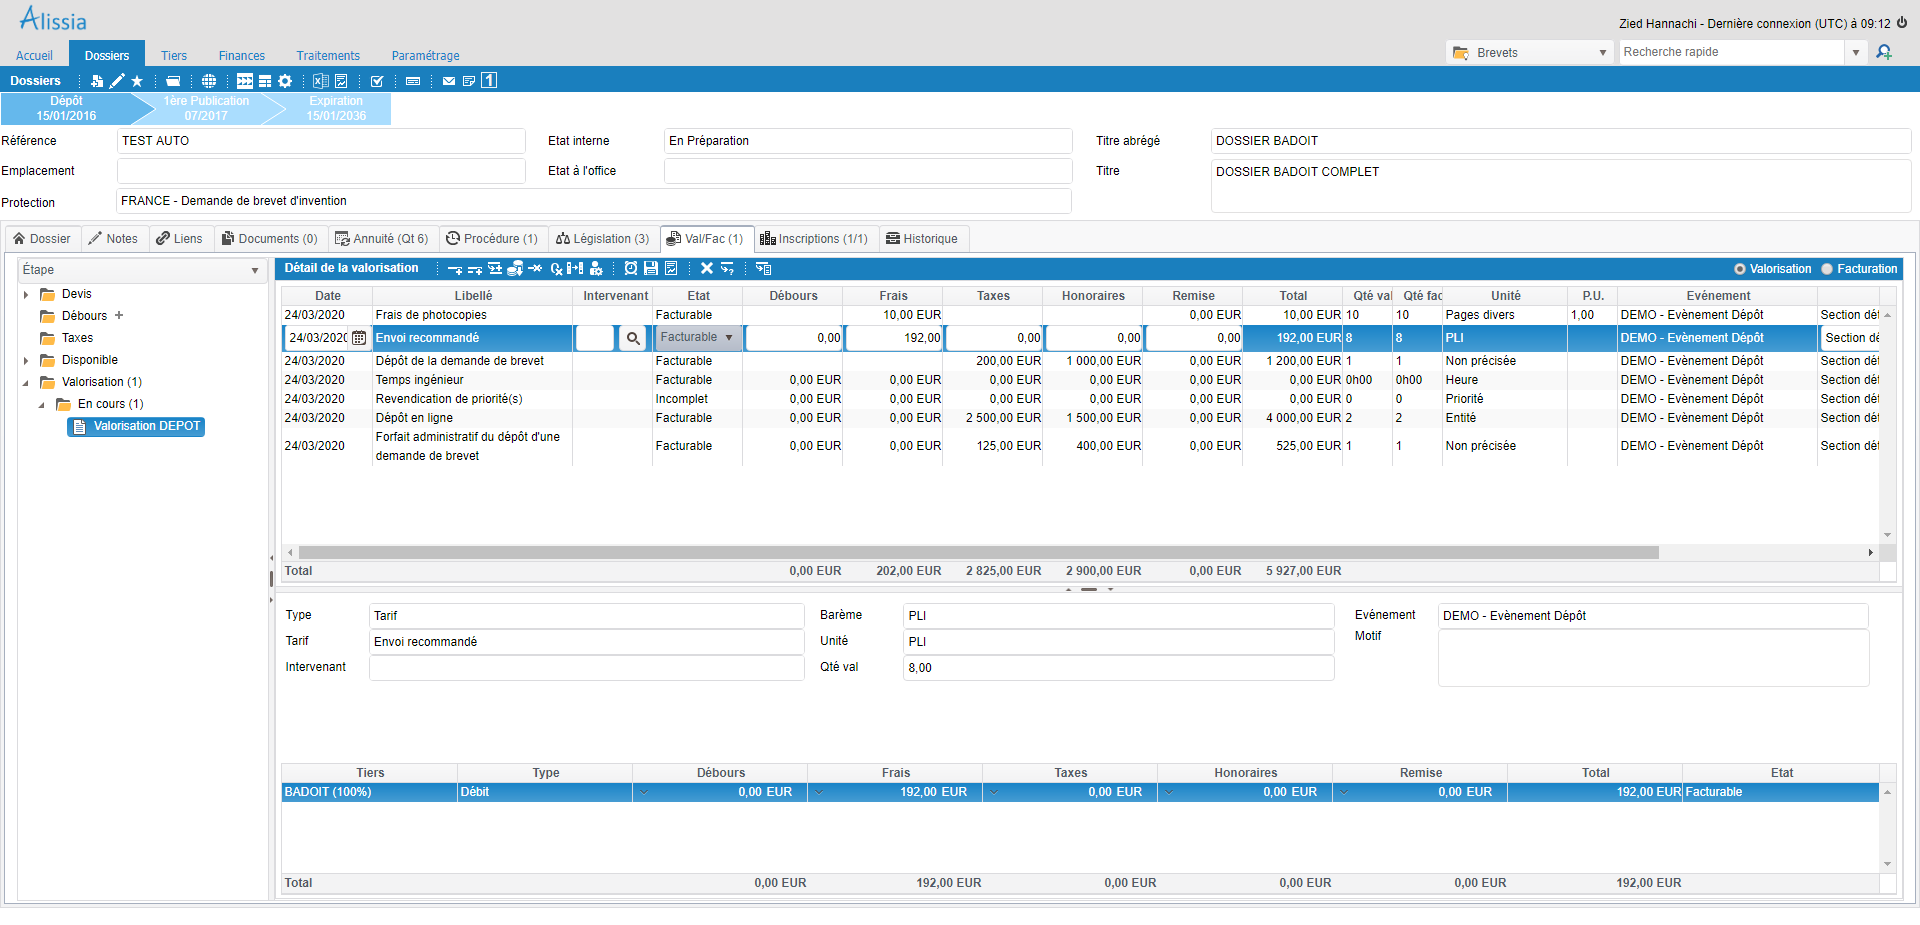 Alissia
Zied Hannachi - Dernière connexion (UTC) à 09:12
Accueil Dossiers Tiers Finances Traitements Paramétrage
Brevets Recherche rapide
Dossiers 1
Dépôt 1ère Publication Expiration
15/01/2016 07/2017 15/01/2036
Référence TEST AUTO Etat interne En Préparation Titre abrégé DOSSIER BADOIT
Emplacement Etat à l'office Titre DOSSIER BADOIT COMPLET
Protection FRANCE - Demande de brevet d'invention
Dossier Notes Liens Documents (0) Annuité (Qt 6) Procédure (1) Législation (3) Val/Fac (1) Inscriptions (1/1) Historique
Étape
Devis
Débours +
Taxes
Disponible
Valorisation (1)
En cours (1)
Valorisation DEPOT
Détail de la valorisation Valorisation Facturation
Date Libellé Intervenant Etat Débours Frais Taxes Honoraires Remise Total Qté val Qté fac Unité P.U. Evénement
24/03/2020 Frais de photocopies Facturable 10,00 EUR 0,00 EUR 10,00 EUR 10 10 Pages divers 1,00 DEMO - Evènement Dépôt Section déf
24/03/2020 Envoi recommandé Facturable 0,00 192,00 0,00 0,00 0,00 192,00 EUR 8 8 PLI DEMO - Evènement Dépôt Section dé
24/03/2020 Dépôt de la demande de brevet Facturable 200,00 EUR 1 000,00 EUR 1 200,00 EUR 1 1 Non précisée DEMO - Evènement Dépôt Section déf
24/03/2020 Temps ingénieur Facturable 0,00 EUR 0,00 EUR 0,00 EUR 0,00 EUR 0,00 EUR 0,00 EUR 0h00 0h00 Heure DEMO - Evènement Dépôt Section déf
24/03/2020 Revendication de priorité(s) Incomplet 0,00 EUR 0,00 EUR 0,00 EUR 0,00 EUR 0,00 EUR 0,00 EUR 0 0 Priorité DEMO - Evènement Dépôt Section déf
24/03/2020 Dépôt en ligne Facturable 0,00 EUR 0,00 EUR 2 500,00 EUR 1 500,00 EUR 0,00 EUR 4 000,00 EUR 2 2 Entité DEMO - Evènement Dépôt Section déf
24/03/2020 Forfait administratif du dépôt d'une demande de brevet Facturable 0,00 EUR 0,00 EUR 125,00 EUR 400,00 EUR 0,00 EUR 525,00 EUR 1 1 Non précisée DEMO - Evènement Dépôt Section déf
Total 0,00 EUR 202,00 EUR 2 825,00 EUR 2 900,00 EUR 0,00 EUR 5 927,00 EUR
Type Tarif Barème PLI Evénement DEMO - Evènement Dépôt
Tarif Envoi recommandé Unité PLI Motif
Intervenant Qté val 8,00
Tiers Type Débours Frais Taxes Honoraires Remise Total Etat
BADOIT (100%) Débit 0,00 EUR 192,00 EUR 0,00 EUR 0,00 EUR 0,00 EUR 192,00 EUR Facturable
Total 0,00 EUR 192,00 EUR 0,00 EUR 0,00 EUR 0,00 EUR 192,00 EUR